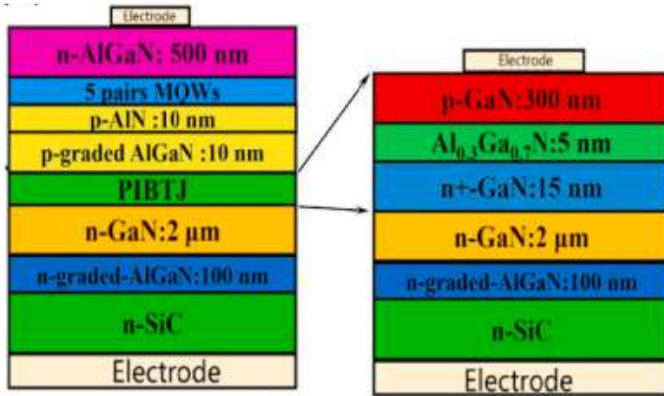 Electrode
n-AlGaN: 500 nm
5 pairs MQWs
p-AlN :10 nm
p-graded AlGaN :10 nm
PIBTJ
n-GaN:2 μm
n-graded-AlGaN:100 nm
n-SiC
Electrode
Electrode
p-GaN:300 nm
Al0.3Ga0.7N:5 nm
n+-GaN:15 nm
n-GaN:2 μm
n-graded-AlGaN:100 nm
n-SiC
Electrode